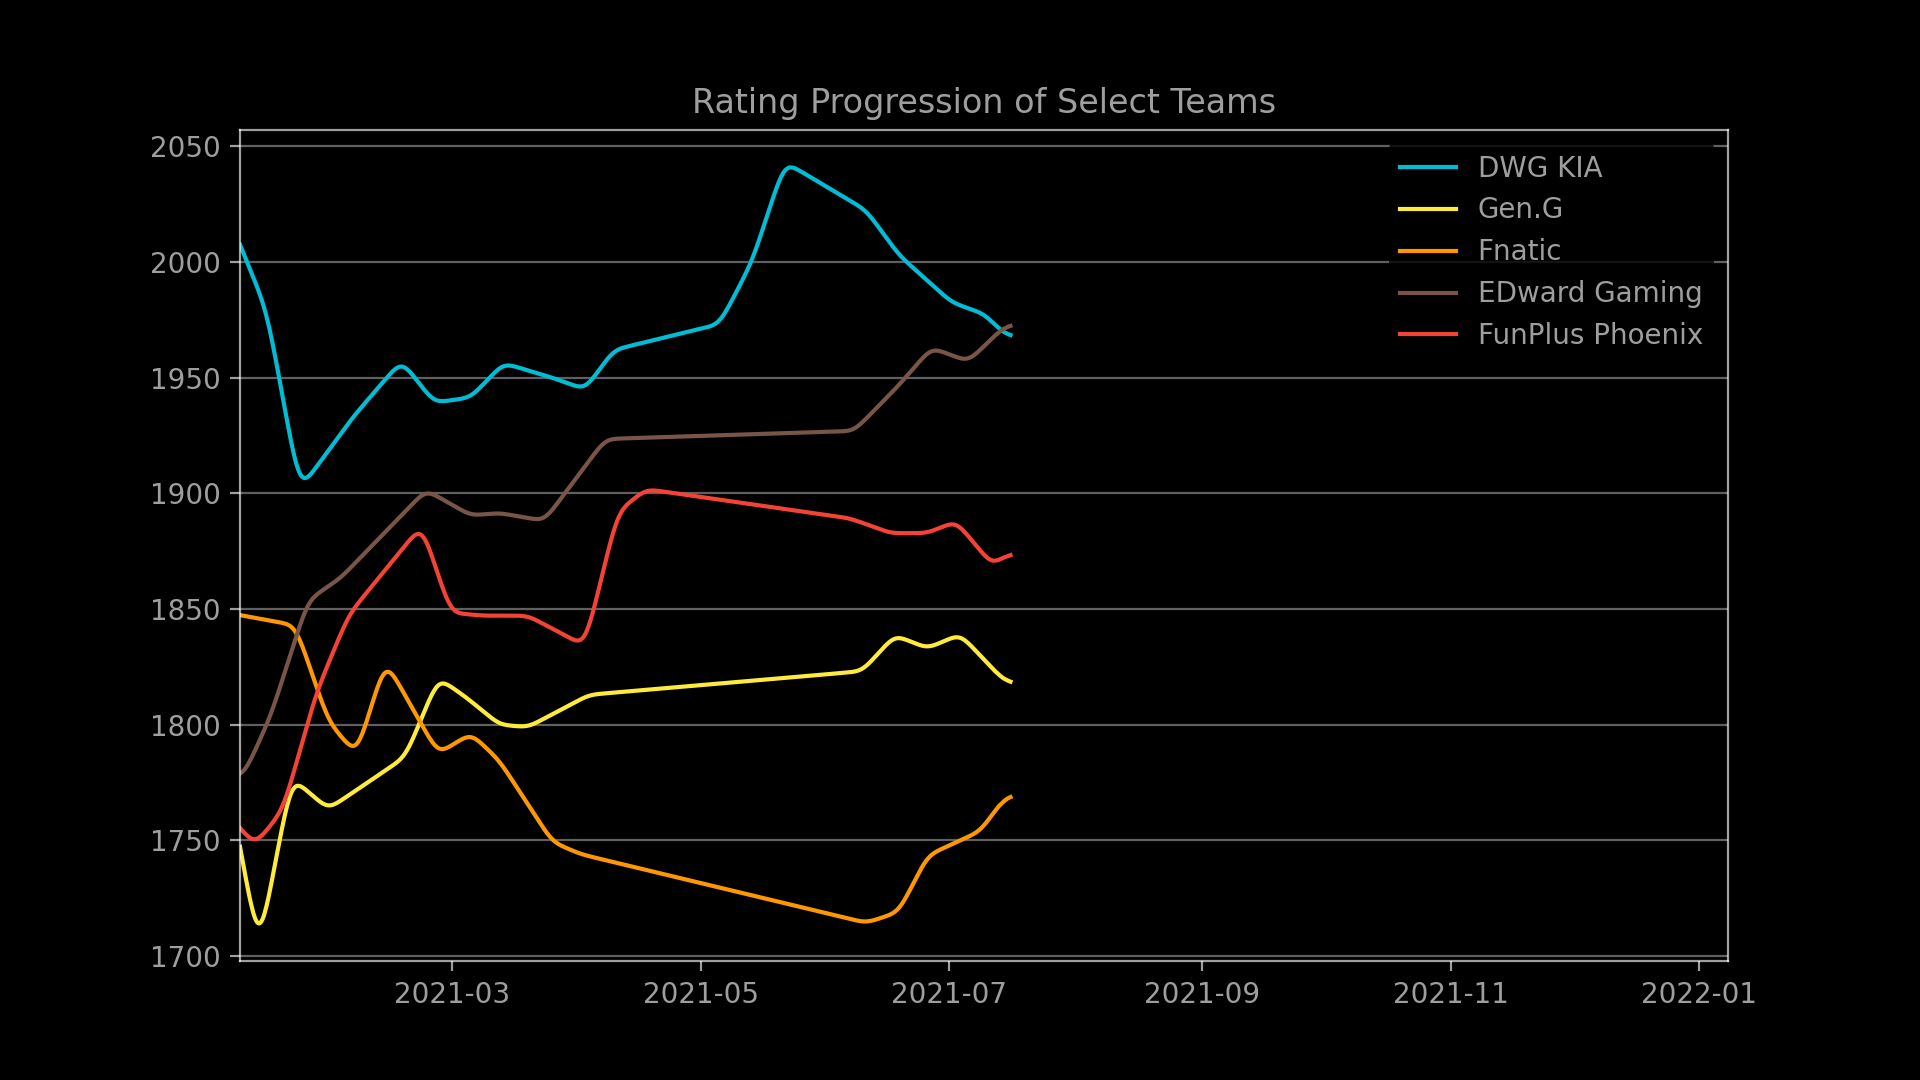 Rating Progression of Select Teams
2050
2000
1950
1900
1850
1800
1750
1700
DWG KIA
Gen.G
Fnatic
EDward Gaming
FunPlus Phoenix
2021-03 2021-05 2021-07 2021-09 2021-11 2022-01